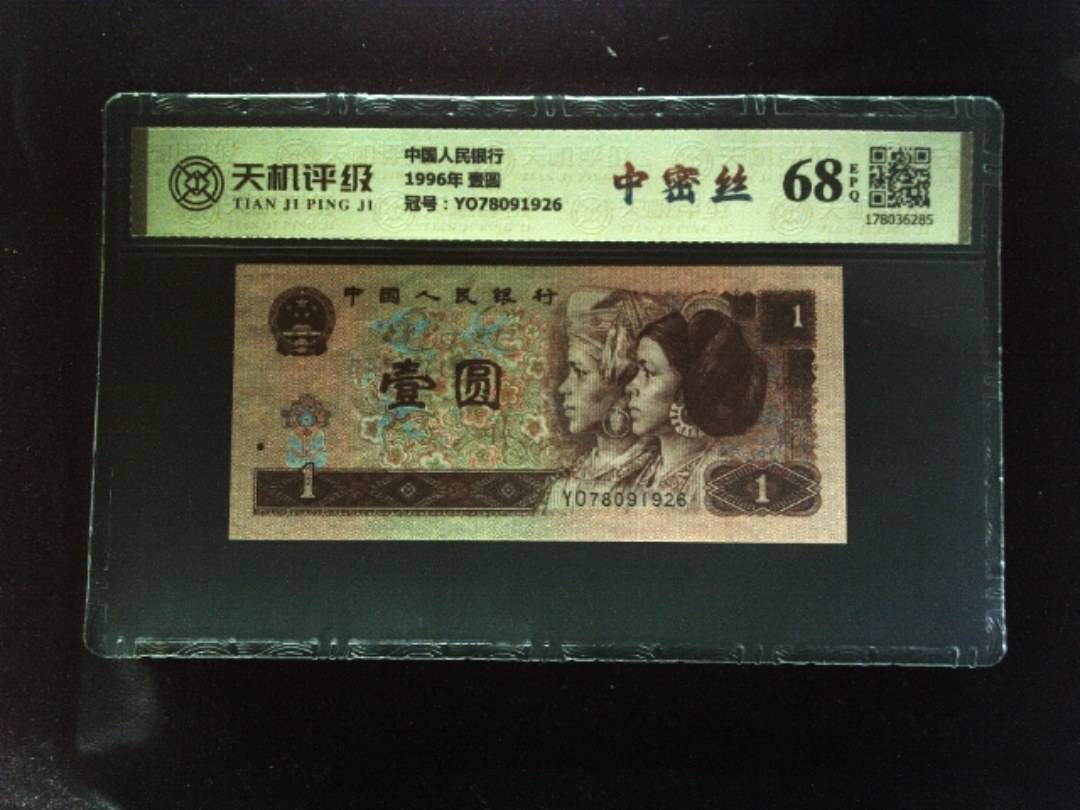 天机评级
TIAN JI PING JI
中国人民银行
1996年 壹圆
冠号：YO78091926
中密丝
68
EPQ
178036285
中国人民银行
1
壹圆
1
YO78091926
1